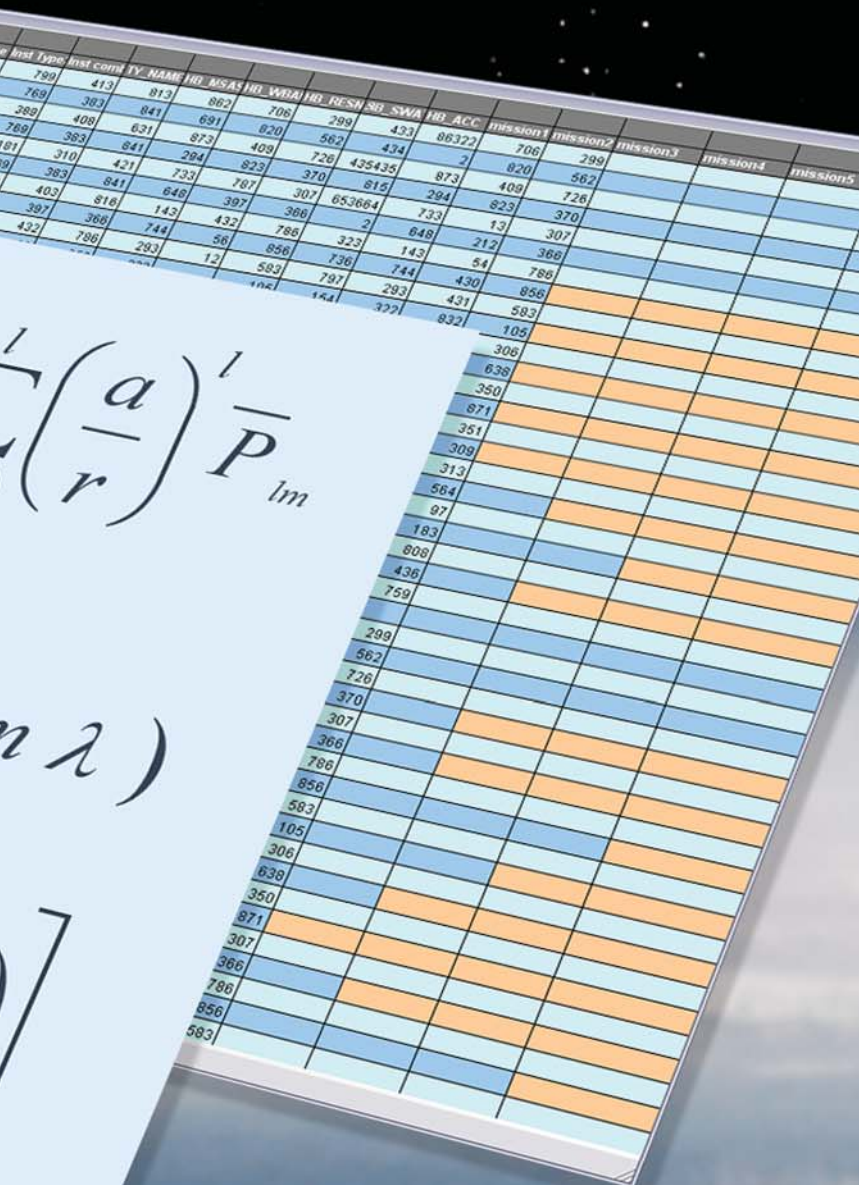 Inst Type Inst coml TY_NAME HB_MSAS HB_WBA HB_RESN SB_SWA HB_ACC mission1 mission2 mission3 mission4 mission5
799 413 813 862 706 299 433 86322 706 299
769 383 841 691 820 562 434 2 820 562
389 408 631 873 409 726 435435 873 409 726
769 383 841 294 823 370 815 294 823 370
181 310 421 733 787 307 653664 733 13 307
383 841 648 397 366 2 648 212 366
403 816 143 432 786 323 143 54 786
397 366 744 56 856 736 744 430 856
432 786 293 12 583 797 293 431 583
322 832 105
306
638
350
871
351
309
313
564
97
183
808
436
759
299
562
726
370
307
366
786
856
583
105
306
638
350
871
307
366
786
856
583
l (a/r)^l P̅ lm
λ )
]